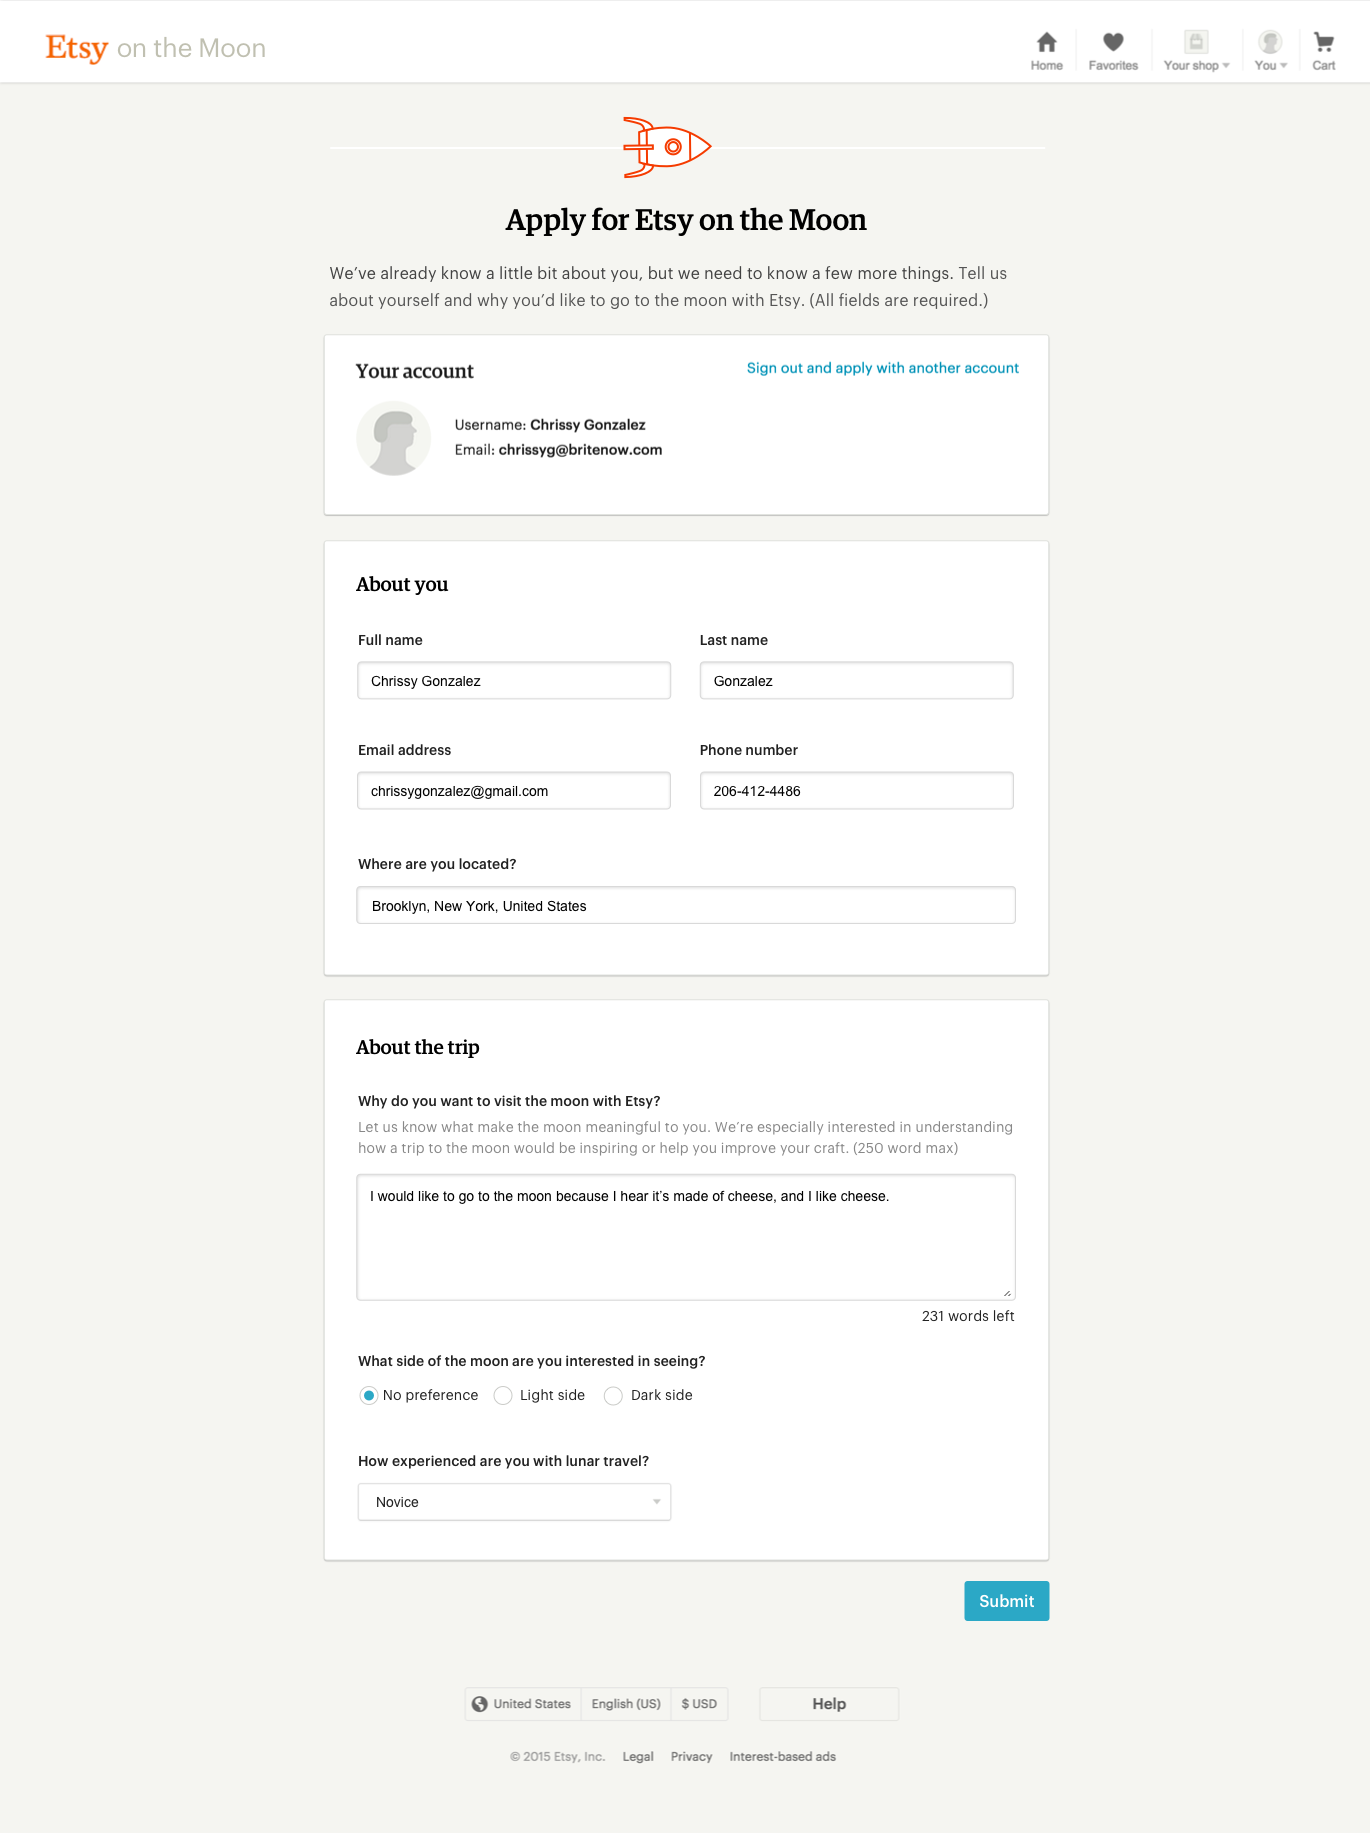 Etsy on the Moon
Home
Favorites
Your shop
You
Cart
Apply for Etsy on the Moon
We’ve already know a little bit about you, but we need to know a few more things. Tell us
about yourself and why you’d like to go to the moon with Etsy. (All fields are required.)
Your account
Sign out and apply with another account
Username: Chrissy Gonzalez
Email: chrissyg@britenow.com
About you
Full name
Last name
Chrissy Gonzalez
Gonzalez
Email address
Phone number
chrissygonzalez@gmail.com
206-412-4486
Where are you located?
Brooklyn, New York, United States
About the trip
Why do you want to visit the moon with Etsy?
Let us know what make the moon meaningful to you. We’re especially interested in understanding
how a trip to the moon would be inspiring or help you improve your craft. (250 word max)
I would like to go to the moon because I hear it’s made of cheese, and I like cheese.
231 words left
What side of the moon are you interested in seeing?
No preference
Light side
Dark side
How experienced are you with lunar travel?
Novice
Submit
United States
English (US)
$ USD
Help
© 2015 Etsy, Inc.
Legal
Privacy
Interest-based ads